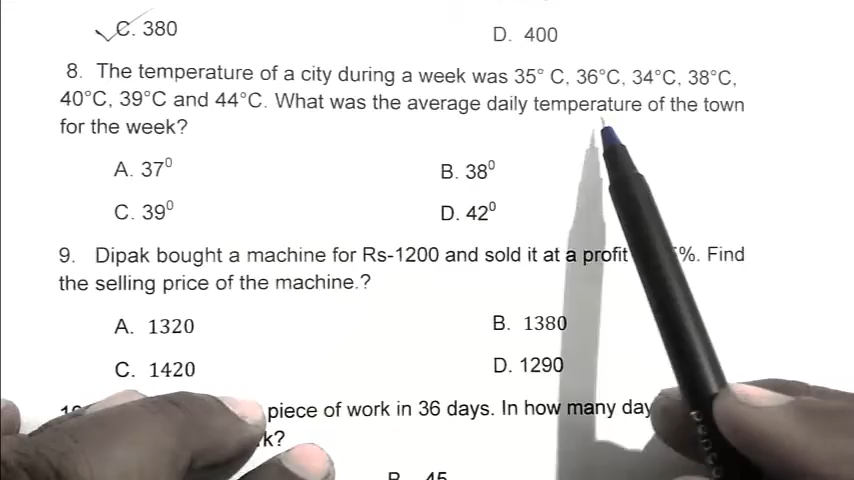 C. 380
D. 400
8. The temperature of a city during a week was 35° C, 36°C, 34°C, 38°C,
40°C, 39°C and 44°C. What was the average daily temperature of the town
for the week?
A. 37⁰
B. 38⁰
C. 39⁰
D. 42⁰
9. Dipak bought a machine for Rs-1200 and sold it at a profit %. Find
the selling price of the machine.?
A. 1320
B. 1380
C. 1420
D. 1290
piece of work in 36 days. In how many day
k?
B 45